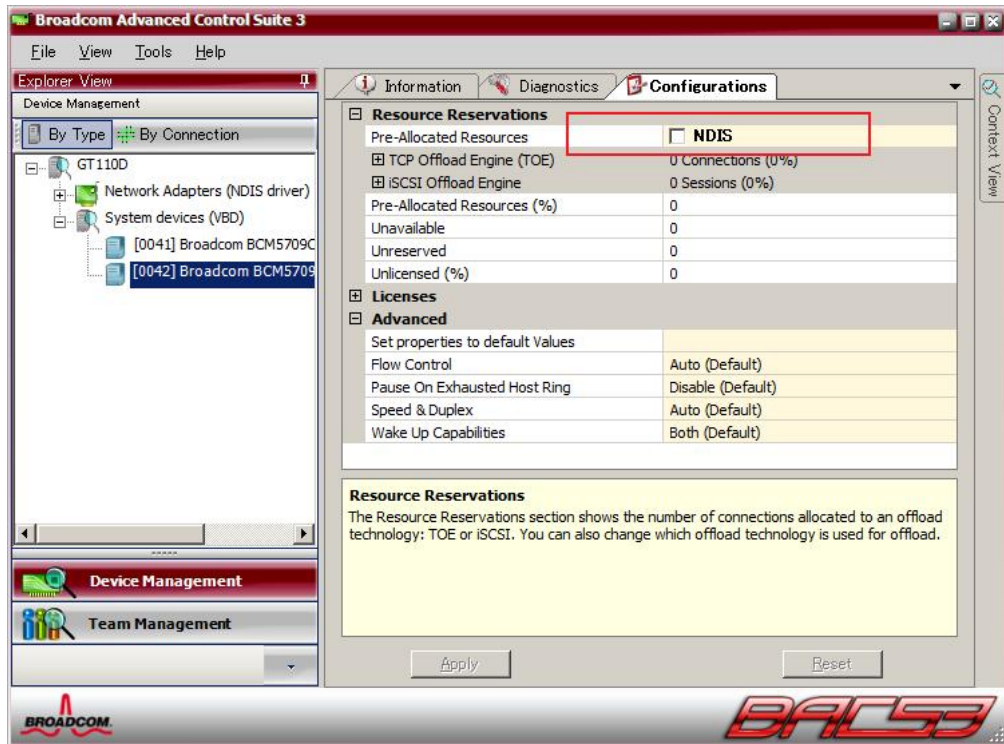 Broadcom Advanced Control Suite 3
File View Tools Help
Explorer View
Device Management
By Type By Connection
GT110D
Network Adapters (NDIS driver)
System devices (VBD)
[0041] Broadcom BCM5709C
[0042] Broadcom BCM5709
Device Management
Team Management
Information Diagnostics Configurations
Resource Reservations
Pre-Allocated Resources NDIS
TCP Offload Engine (TOE) 0 Connections (0%)
iSCSI Offload Engine 0 Sessions (0%)
Pre-Allocated Resources (%) 0
Unavailable 0
Unreserved 0
Unlicensed (%) 0
Licenses
Advanced
Set properties to default Values
Flow Control Auto (Default)
Pause On Exhausted Host Ring Disable (Default)
Speed & Duplex Auto (Default)
Wake Up Capabilities Both (Default)
Resource Reservations
The Resource Reservations section shows the number of connections allocated to an offload
technology: TOE or iSCSI. You can also change which offload technology is used for offload.
Apply Reset
Context View
BROADCOM.
BACS3